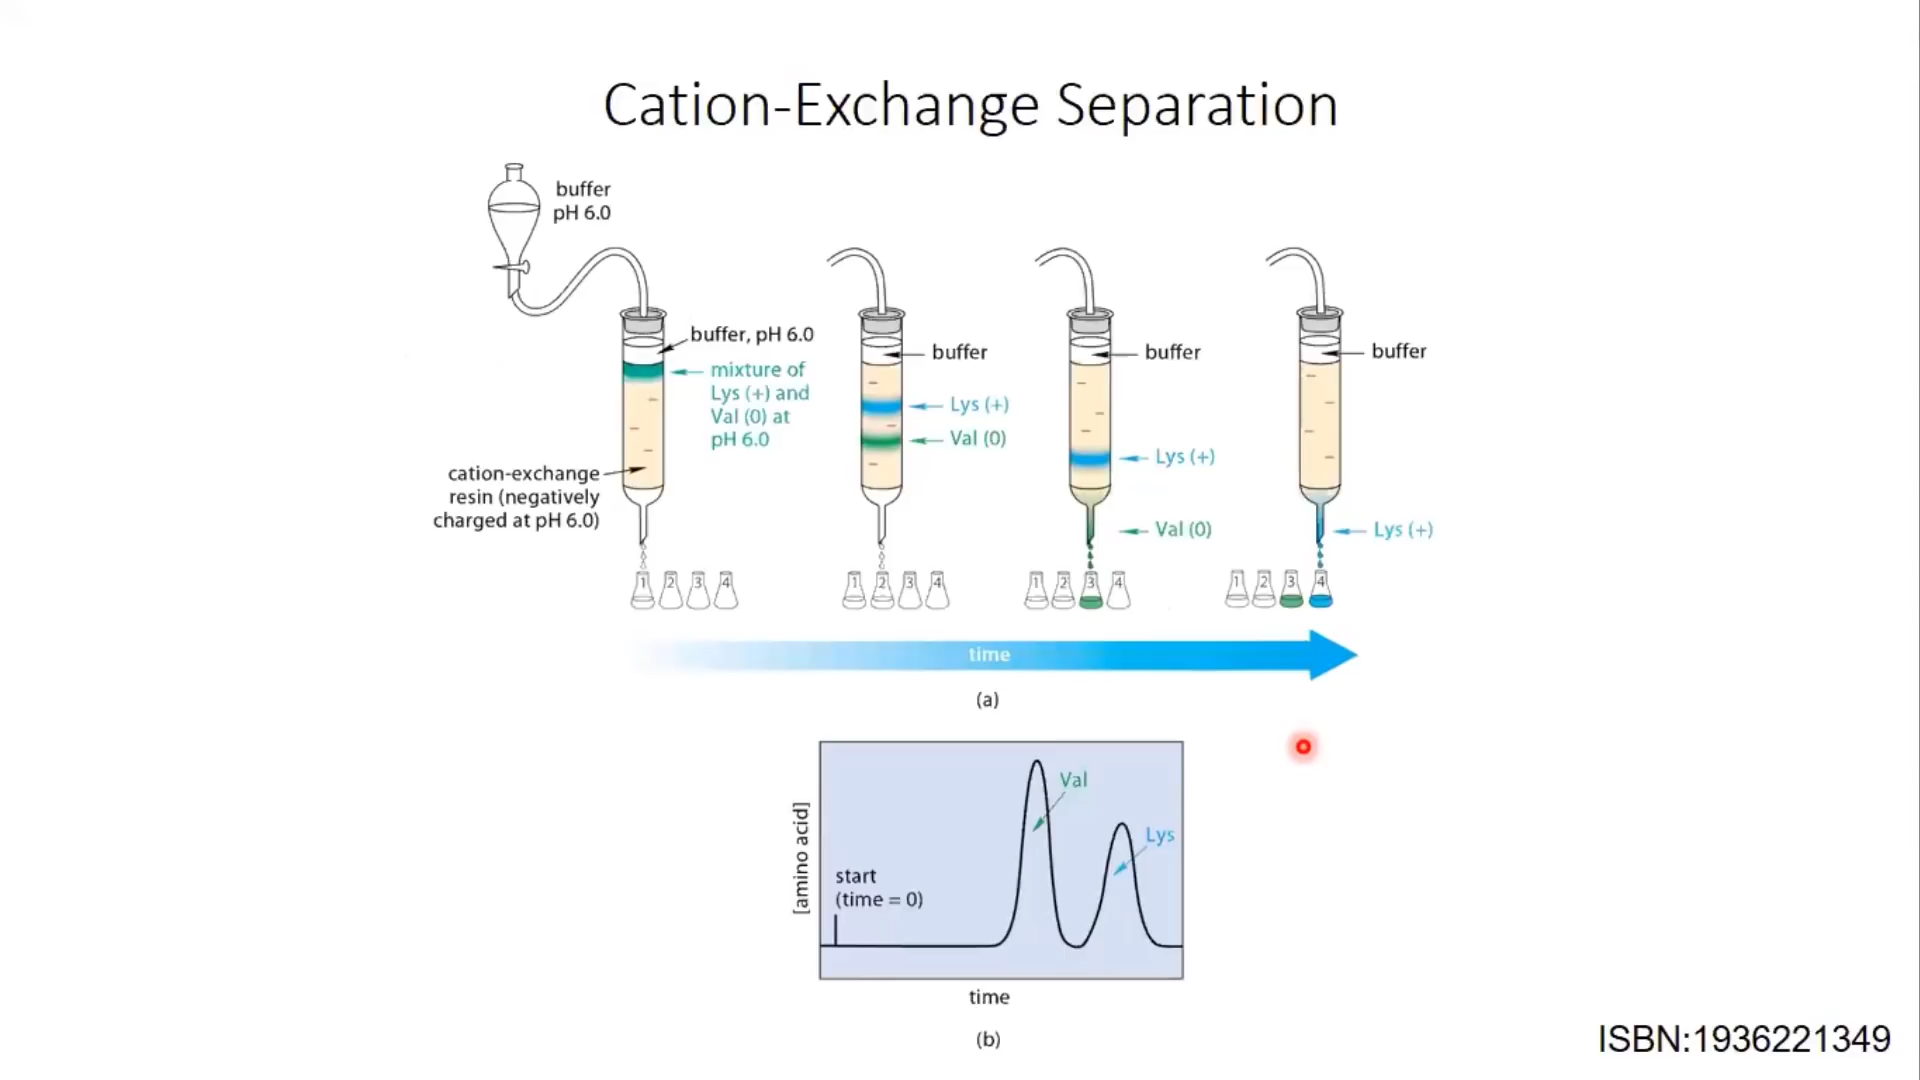 Cation-Exchange Separation
buffer
pH 6.0
buffer, pH 6.0
mixture of
Lys (+) and
Val (0) at
pH 6.0
cation-exchange
resin (negatively
charged at pH 6.0)
1 2 3 4
buffer
Lys (+)
Val (0)
1 2 3 4
buffer
Lys (+)
Val (0)
1 2 3 4
buffer
Lys (+)
1 2 3 4
time
(a)
[amino acid]
start
(time = 0)
Val
Lys
time
(b)
ISBN:1936221349